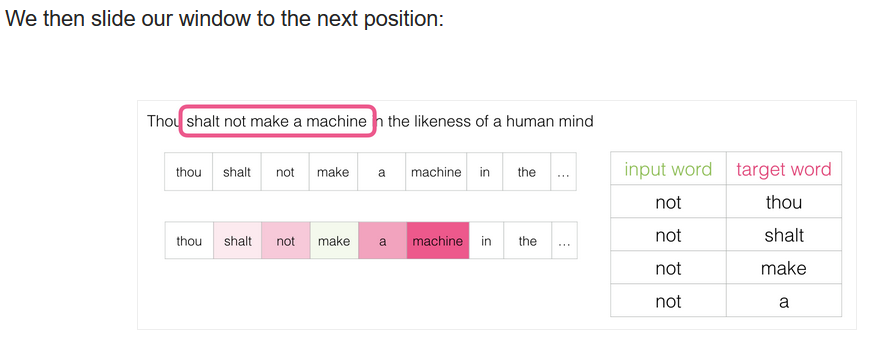 We then slide our window to the next position:
Thou shalt not make a machine in the likeness of a human mind
thou shalt not make a machine in the ...
thou shalt not make a machine in the ...
input word target word
not thou
not shalt
not make
not a